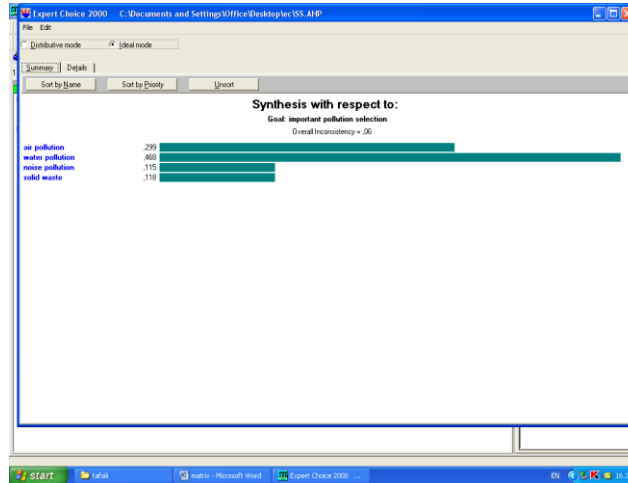 Expert Choice 2000 C:\Documents and Settings\Office\Desktop\ec\SS.AHP
File Edit
Distributive mode Ideal mode
Summary Details
Sort by Name Sort by Priority Unsort
Synthesis with respect to:
Goal: important pollution selection
Overall Inconsistency = ,06
air pollution ,299
water pollution ,468
noise pollution ,115
solid waste ,118
start tafsili matrix - Microsoft Word Expert Choice 2000 ... EN